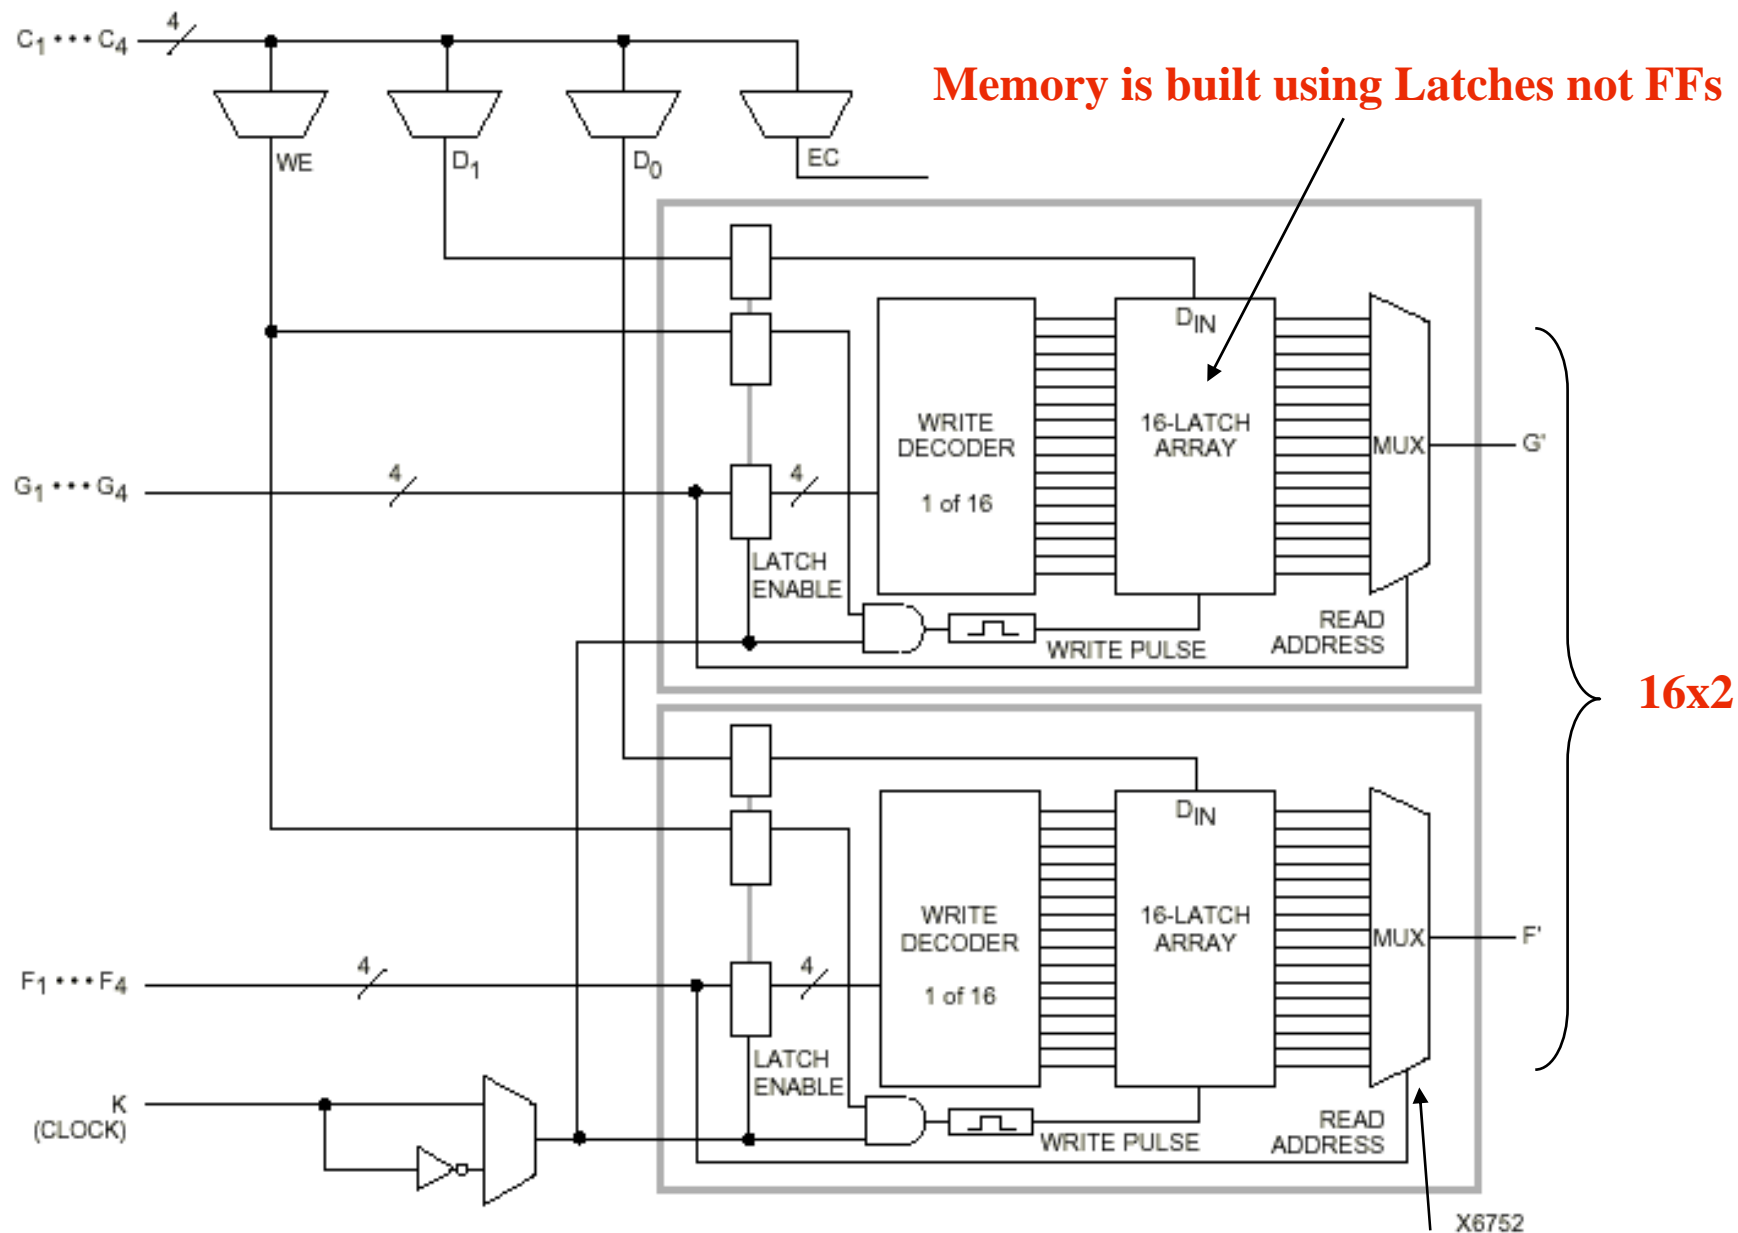 4
C1 ••• C4
Memory is built using Latches not FFs
WE
D1
D0
EC
DIN
WRITE
DECODER
1 of 16
16-LATCH
ARRAY
MUX
G'
G1 ••• G4
4
4
LATCH
ENABLE
WRITE PULSE
READ
ADDRESS
16x2
DIN
WRITE
DECODER
1 of 16
16-LATCH
ARRAY
MUX
F'
F1 ••• F4
4
4
LATCH
ENABLE
K
(CLOCK)
WRITE PULSE
READ
ADDRESS
X6752